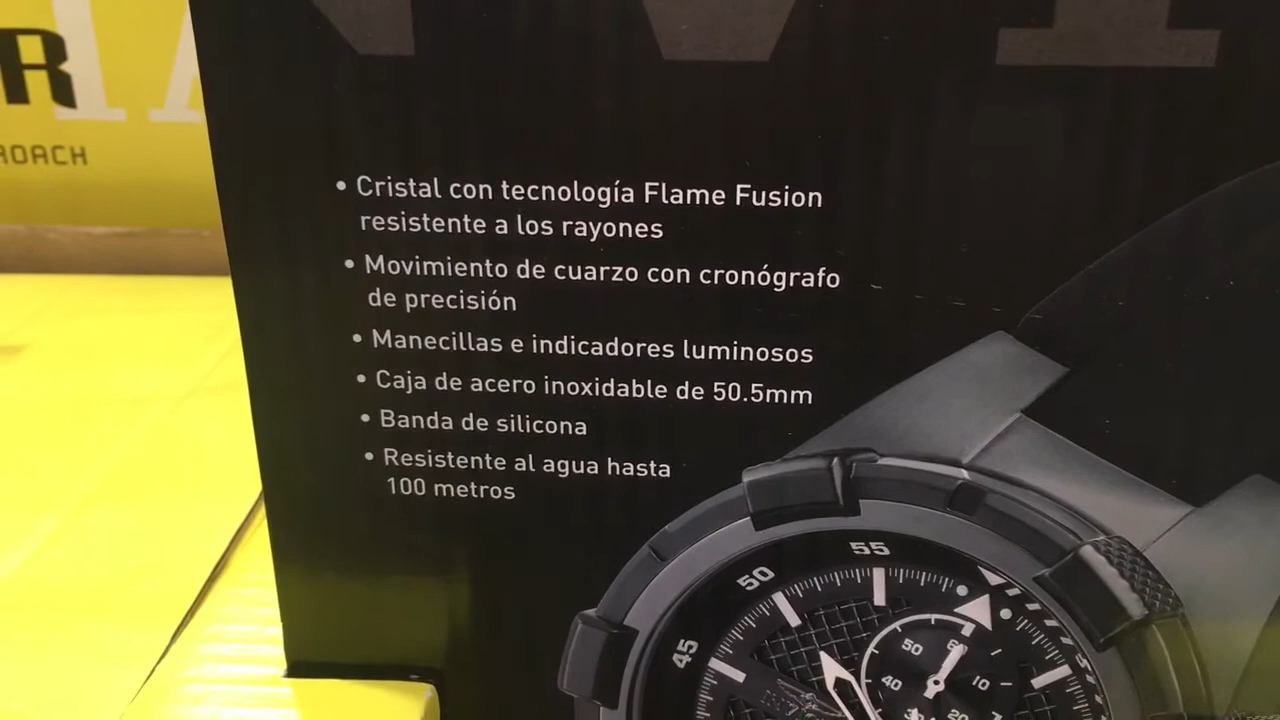 • Cristal con tecnología Flame Fusion
resistente a los rayones
• Movimiento de cuarzo con cronógrafo
de precisión
• Manecillas e indicadores luminosos
• Caja de acero inoxidable de 50.5mm
• Banda de silicona
• Resistente al agua hasta
100 metros
55
50
45
60
50
10
40
20